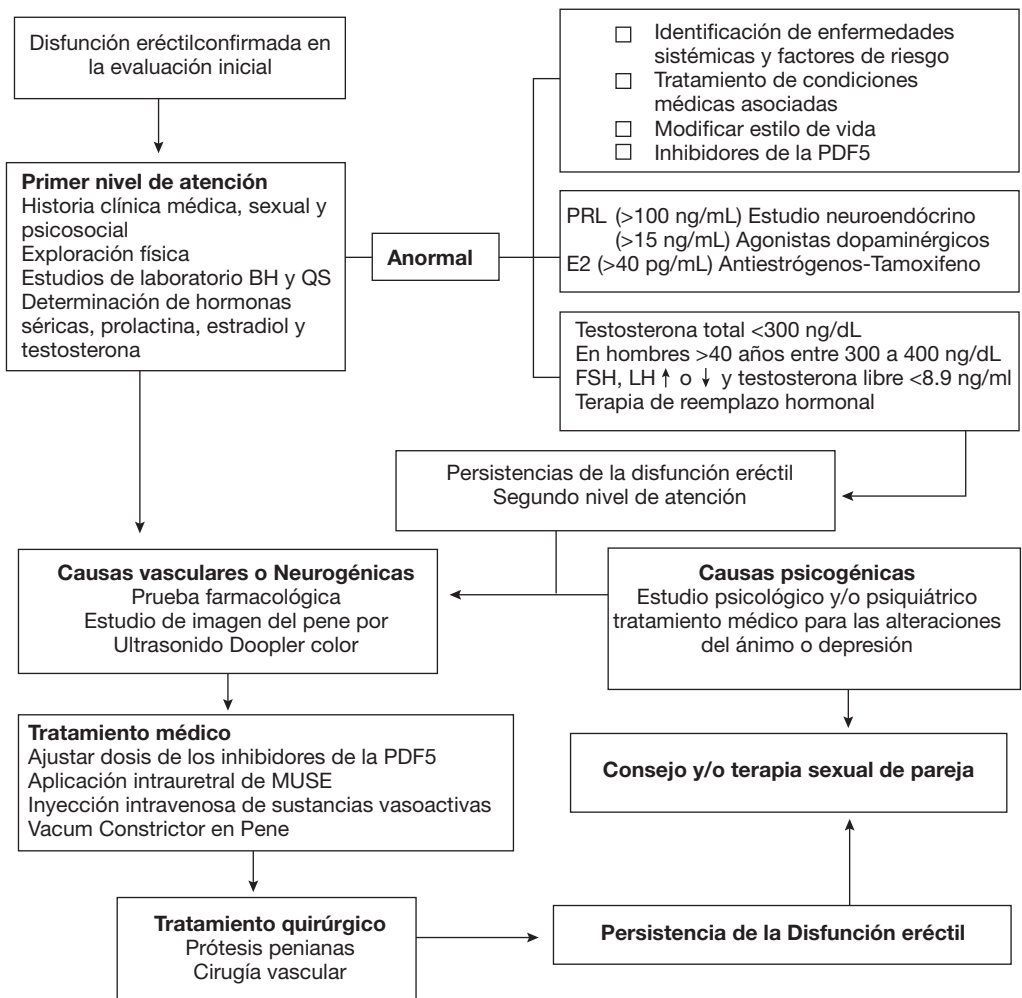 Disfunción eréctilconfirmada en
la evaluación inicial
Identificación de enfermedades
sistémicas y factores de riesgo
Tratamiento de condiciones
médicas asociadas
Modificar estilo de vida
Inhibidores de la PDF5
Primer nivel de atención
Historia clínica médica, sexual y
psicosocial
Exploración física
Estudios de laboratorio BH y QS
Determinación de hormonas
séricas, prolactina, estradiol y
testosterona
Anormal
PRL (>100 ng/mL) Estudio neuroendócrino
(>15 ng/mL) Agonistas dopaminérgicos
E2 (>40 pg/mL) Antiestrógenos-Tamoxifeno
Testosterona total <300 ng/dL
En hombres >40 años entre 300 a 400 ng/dL
FSH, LH ↑ o ↓ y testosterona libre <8.9 ng/ml
Terapia de reemplazo hormonal
Persistencias de la disfunción eréctil
Segundo nivel de atención
Causas vasculares o Neurogénicas
Prueba farmacológica
Estudio de imagen del pene por
Ultrasonido Doopler color
Causas psicogénicas
Estudio psicológico y/o psiquiátrico
tratamiento médico para las alteraciones
del ánimo o depresión
Tratamiento médico
Ajustar dosis de los inhibidores de la PDF5
Aplicación intrauretral de MUSE
Inyección intravenosa de sustancias vasoactivas
Vacum Constrictor en Pene
Consejo y/o terapia sexual de pareja
Tratamiento quirúrgico
Prótesis penianas
Cirugía vascular
Persistencia de la Disfunción eréctil